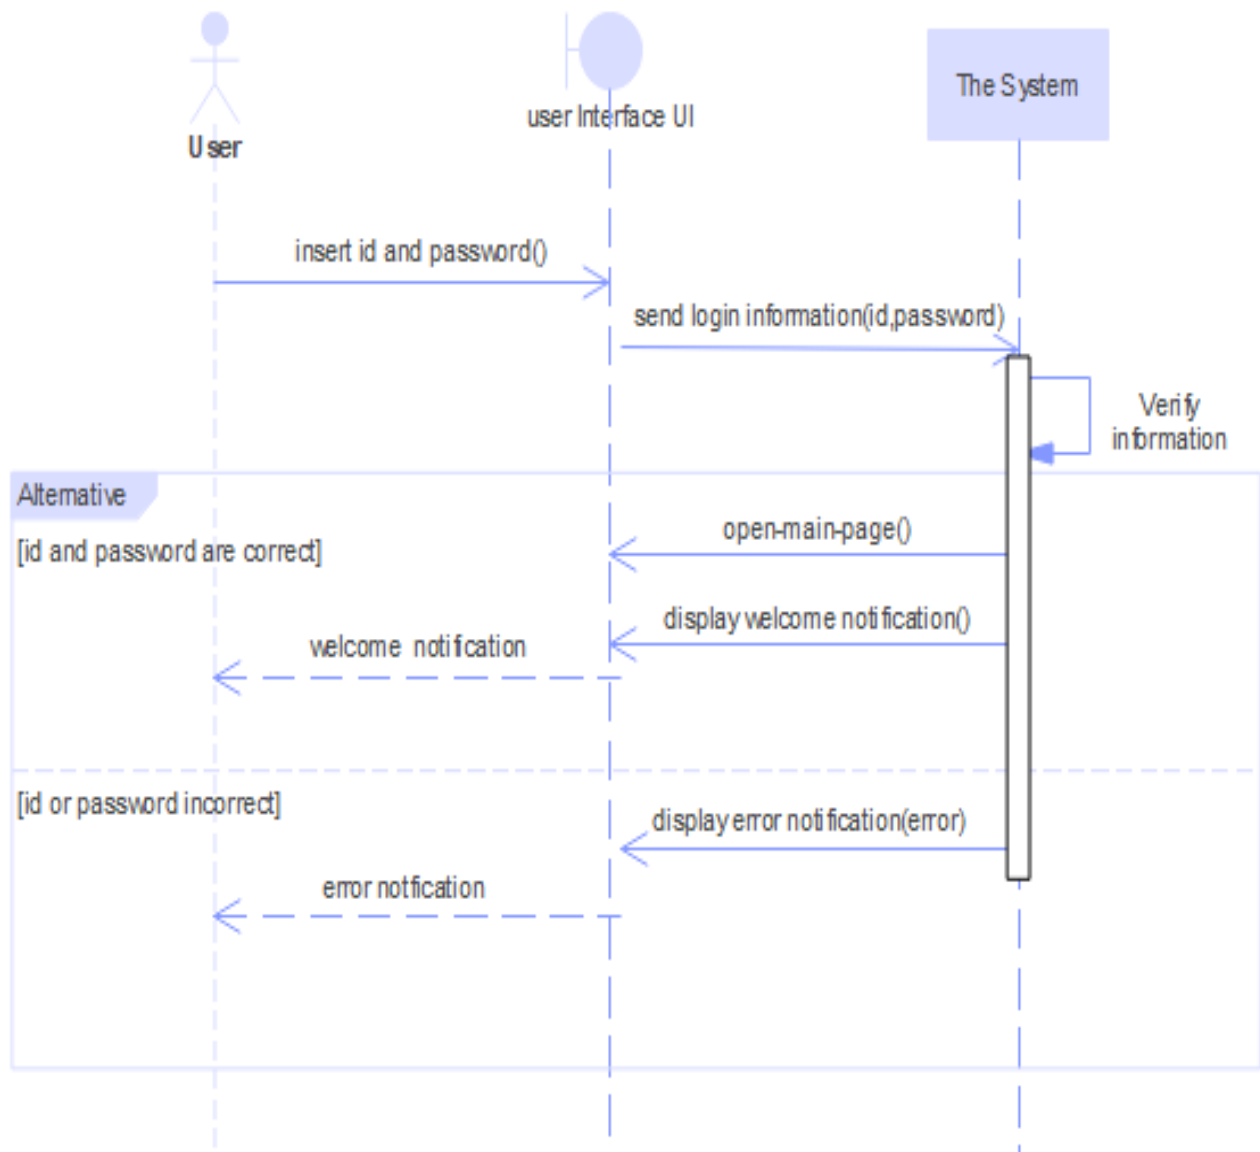 User
user Interface UI
The System
insert id and password()
send login information(id,password)
Verify
information
Alternative
[id and password are correct]
open-main-page()
display welcome notification()
welcome notification
[id or password incorrect]
display error notification(error)
error notfication